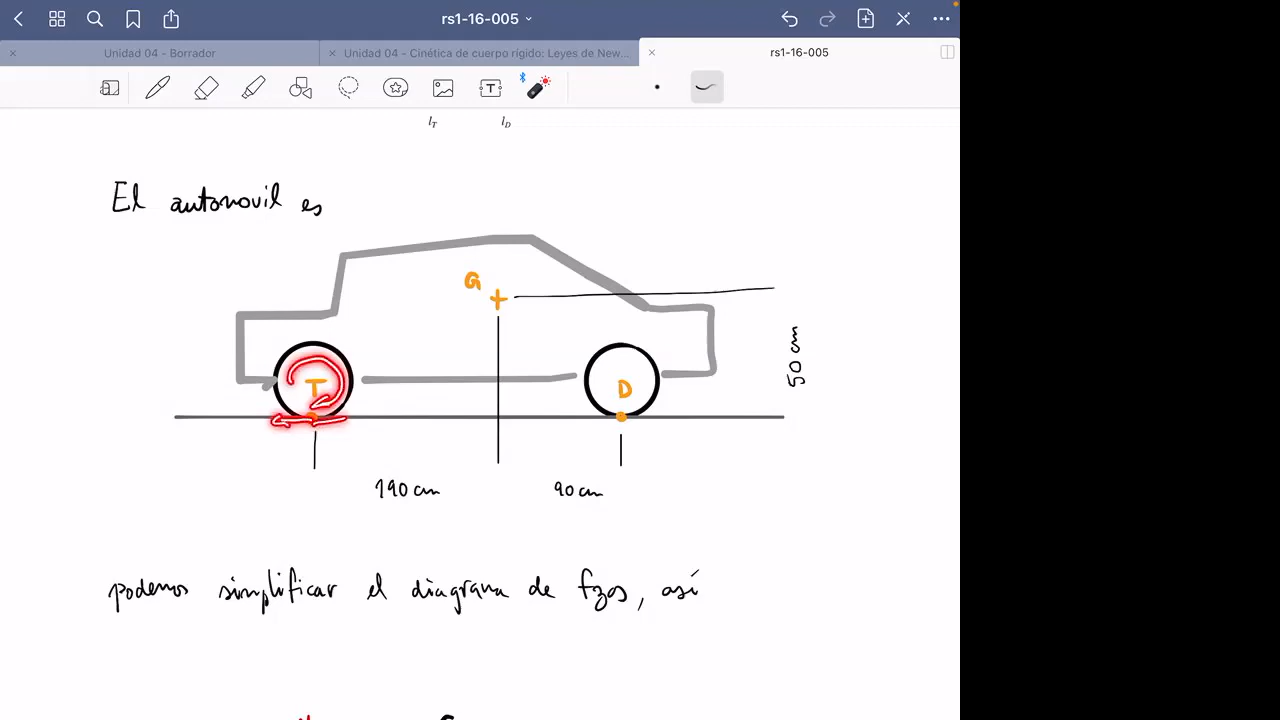 rs1-16-005
Unidad 04 - Borrador
Unidad 04 - Cinética de cuerpo rígido: Leyes de New...
rs1-16-005
T
l_T l_D
El automovil es
G
T
D
50 cm
190 cm 90 cm
podemos simplificar el diagrama de fzas, así